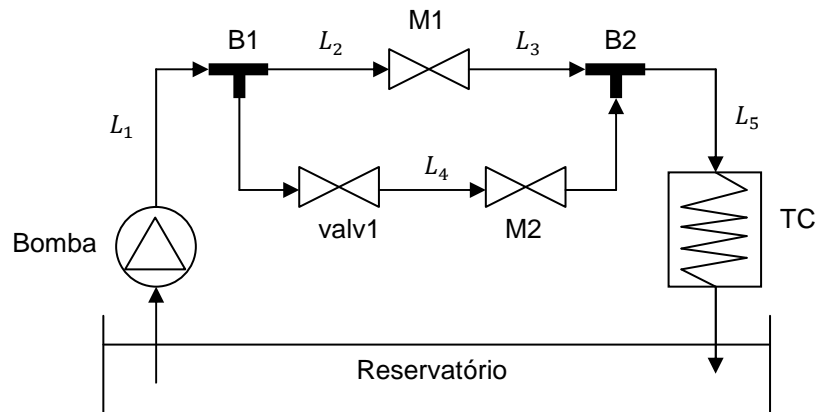 M1
B1
L₂
L₃
B2
L₁
L₅
L₄
valv1
M2
Bomba
TC
Reservatório